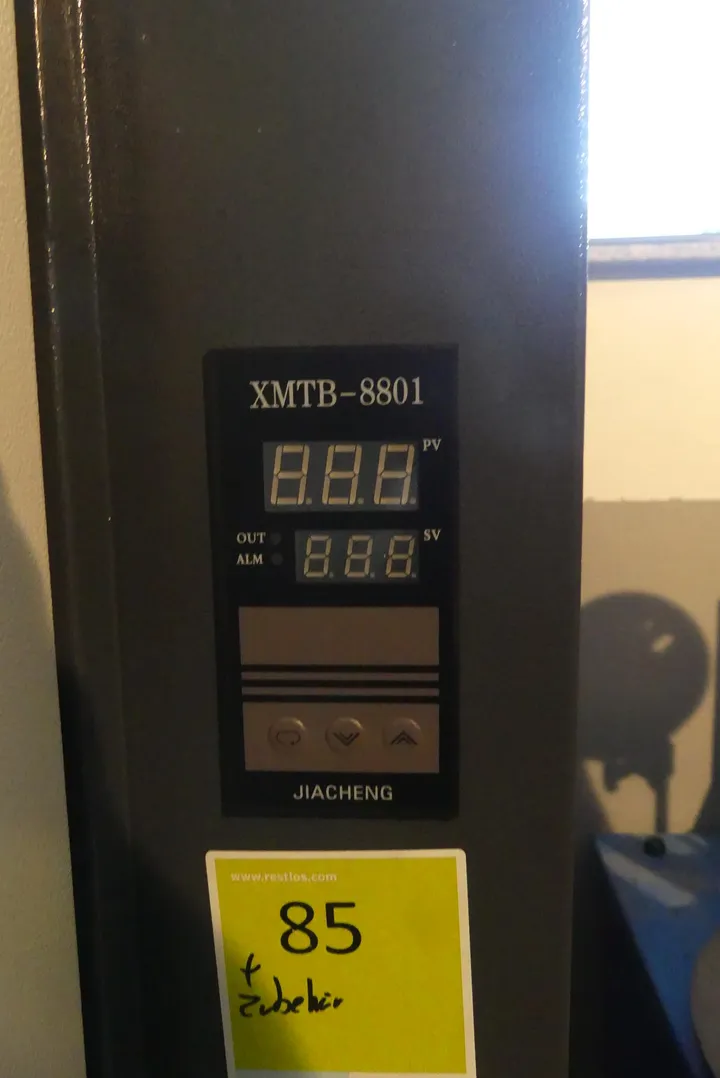 XMTB-8801
PV
OUT
SV
ALM
JIACHENG
www.restlos.com
85
+
Zubehör